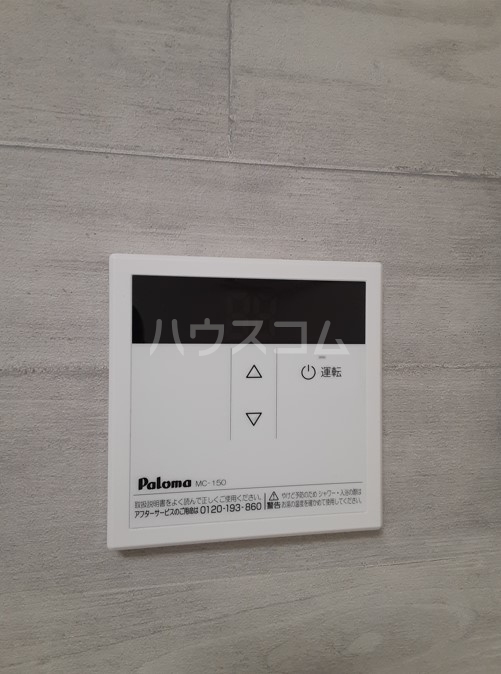 ハウスコム
運転
Paloma MC-150
取扱説明書をよく読んで正しくご使用ください。
アフターサービスのご用命は 0120-193-860
警告
やけど予防のため シャワー・入浴の際は
お湯の温度を確かめて使用してください。